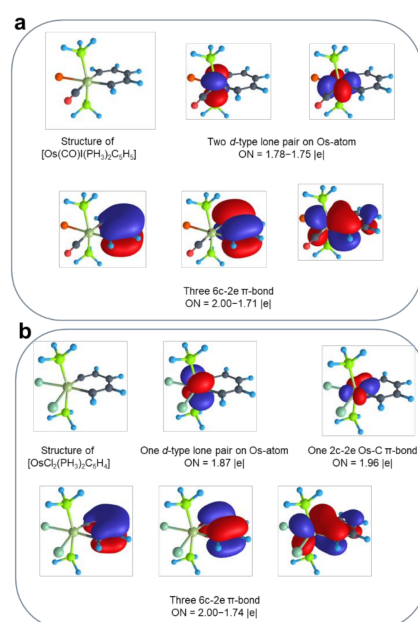 a
Structure of
[Os(CO)I(PH₃)₂C₅H₅]
Two d-type lone pair on Os-atom
ON = 1.78–1.75 |e|
Three 6c-2e π-bond
ON = 2.00–1.71 |e|
b
Structure of
[OsCl₂(PH₃)₂C₅H₄]
One d-type lone pair on Os-atom
ON = 1.87 |e|
One 2c-2e Os-C π-bond
ON = 1.96 |e|
Three 6c-2e π-bond
ON = 2.00–1.74 |e|